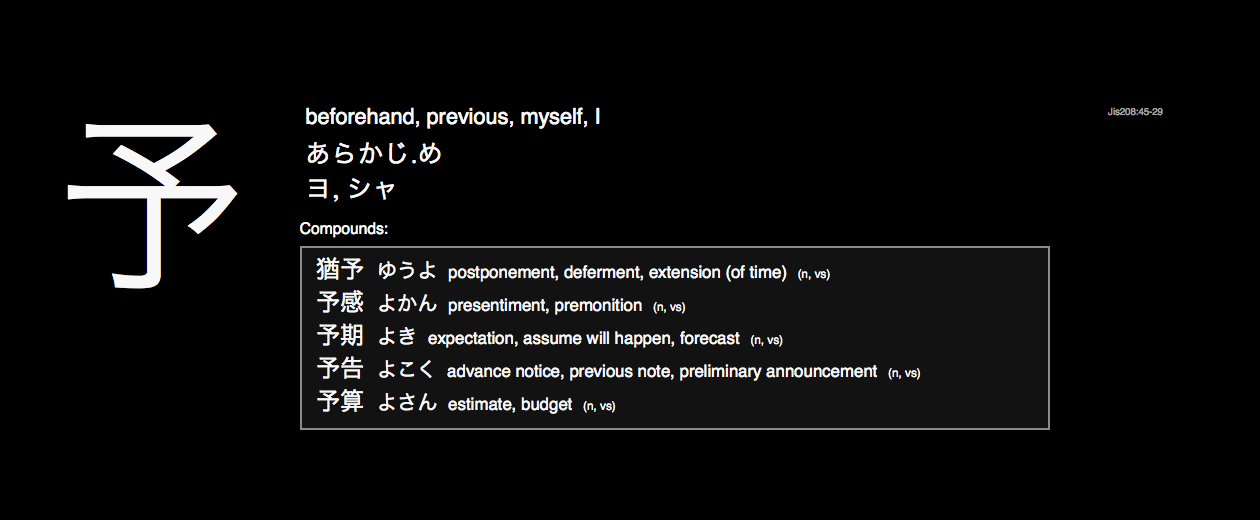 予
beforehand, previous, myself, I
Jis208:45-29
あらかじ.め
ヨ, シャ
Compounds:
猶予 ゆうよ postponement, deferment, extension (of time) (n, vs)
予感 よかん presentiment, premonition (n, vs)
予期 よき expectation, assume will happen, forecast (n, vs)
予告 よこく advance notice, previous note, preliminary announcement (n, vs)
予算 よさん estimate, budget (n, vs)